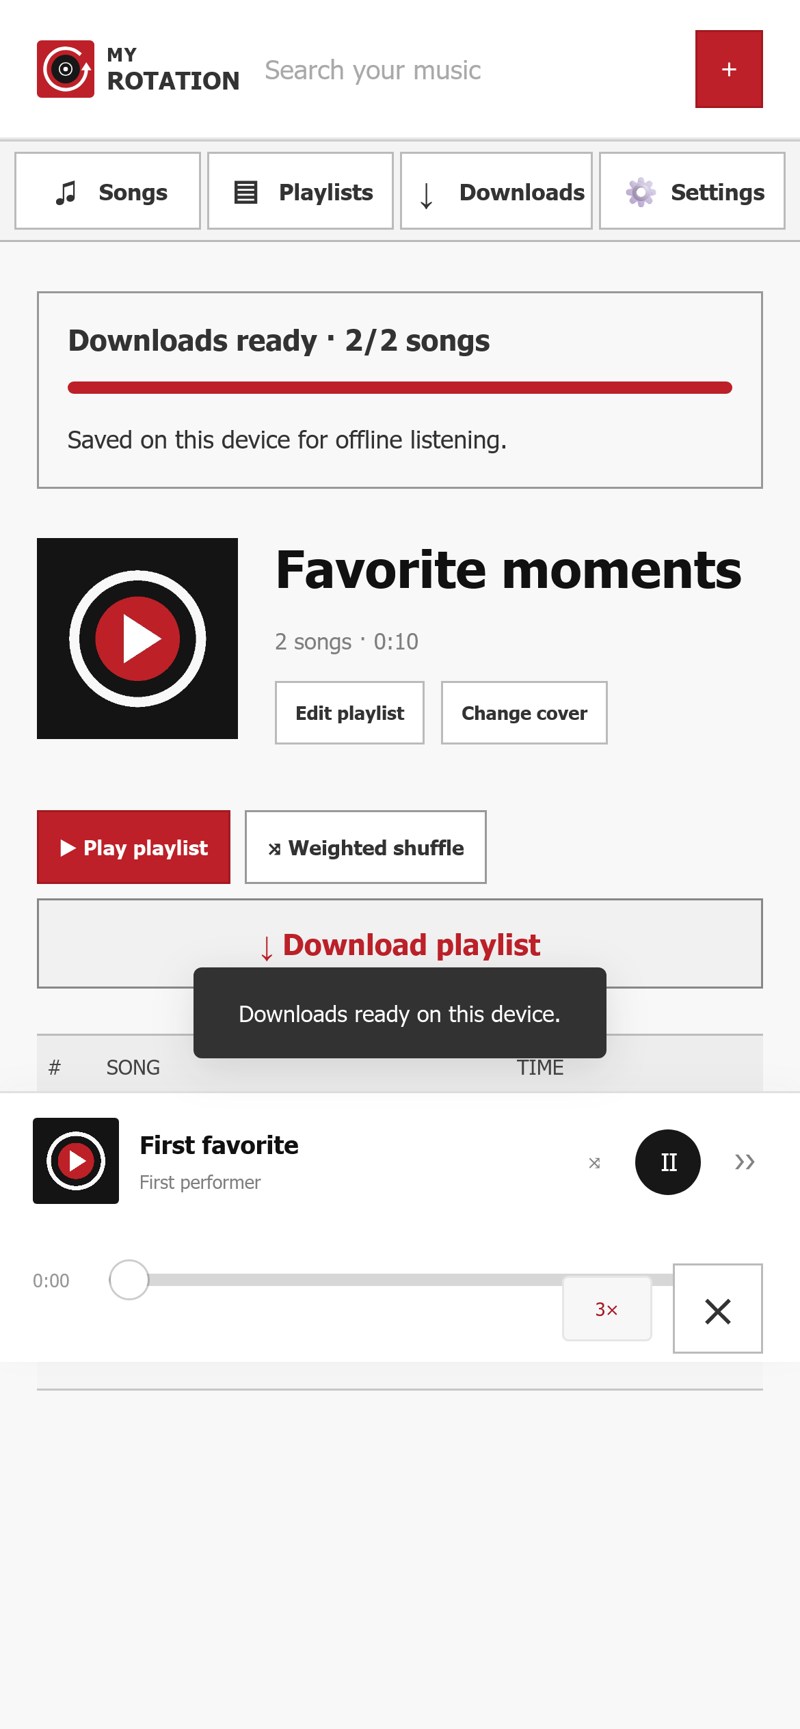 MY
ROTATION
Search your music
+
Songs
Playlists
↓ Downloads
Settings
Downloads ready · 2/2 songs
Saved on this device for offline listening.
Favorite moments
2 songs · 0:10
Edit playlist
Change cover
▶ Play playlist
⤨ Weighted shuffle
↓ Download playlist
Downloads ready on this device.
# SONG TIME
First favorite
First performer
0:00
3×